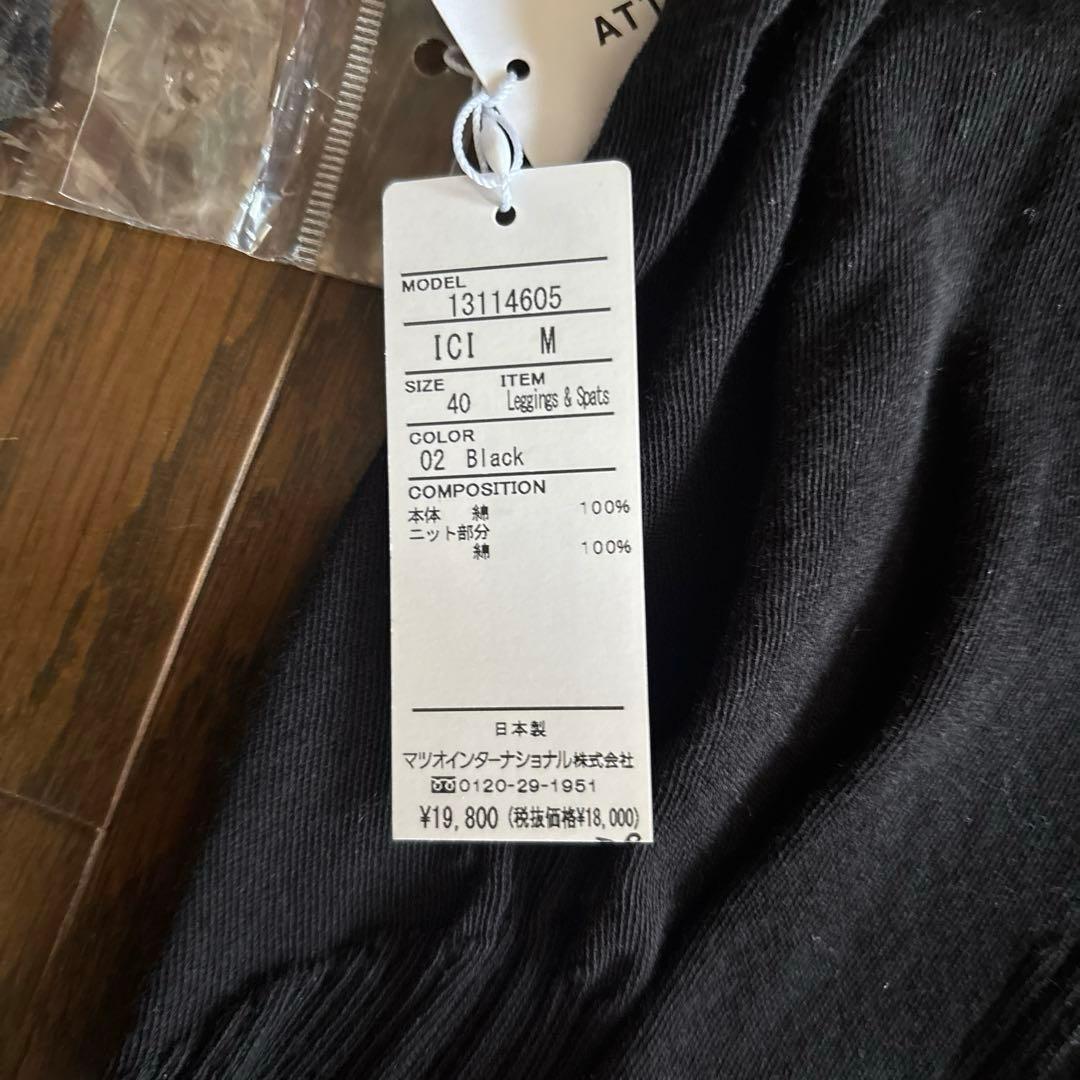 ATT
MODEL
13114605
ICI M
SIZE ITEM
40 Leggings & Spats
COLOR
02 Black
COMPOSITION
本体 綿 100%
ニット部分
綿 100%
日本製
マツオインターナショナル株式会社
0120-29-1951
¥19,800 (税抜価格¥18,000)